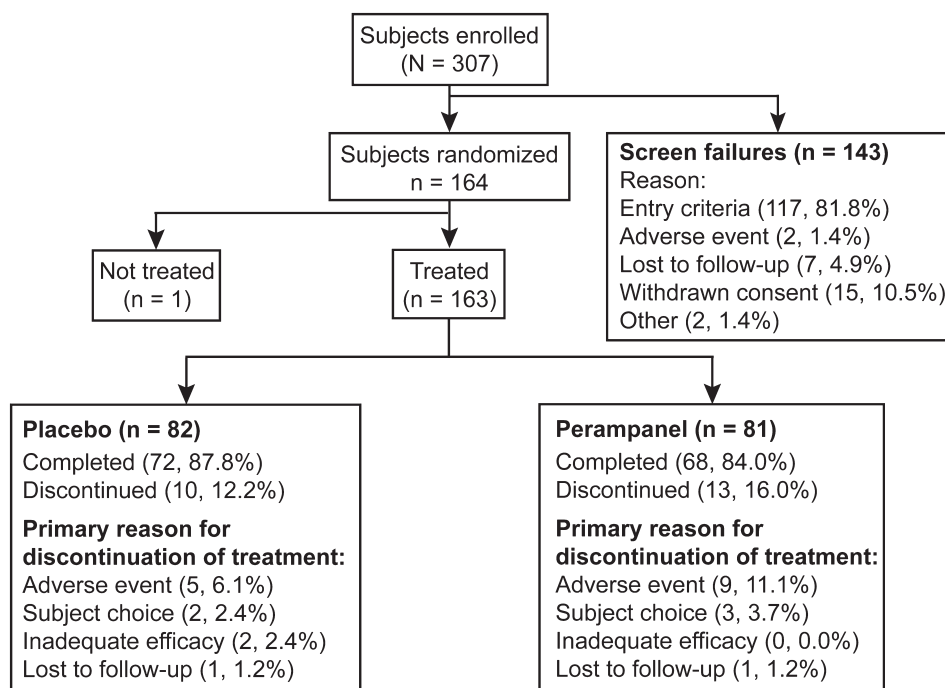 Subjects enrolled
(N = 307)
Subjects randomized
n = 164
Screen failures (n = 143)
Reason:
Entry criteria (117, 81.8%)
Adverse event (2, 1.4%)
Lost to follow-up (7, 4.9%)
Withdrawn consent (15, 10.5%)
Other (2, 1.4%)
Not treated
(n = 1)
Treated
(n = 163)
Placebo (n = 82)
Completed (72, 87.8%)
Discontinued (10, 12.2%)
Primary reason for
discontinuation of treatment:
Adverse event (5, 6.1%)
Subject choice (2, 2.4%)
Inadequate efficacy (2, 2.4%)
Lost to follow-up (1, 1.2%)
Perampanel (n = 81)
Completed (68, 84.0%)
Discontinued (13, 16.0%)
Primary reason for
discontinuation of treatment:
Adverse event (9, 11.1%)
Subject choice (3, 3.7%)
Inadequate efficacy (0, 0.0%)
Lost to follow-up (1, 1.2%)